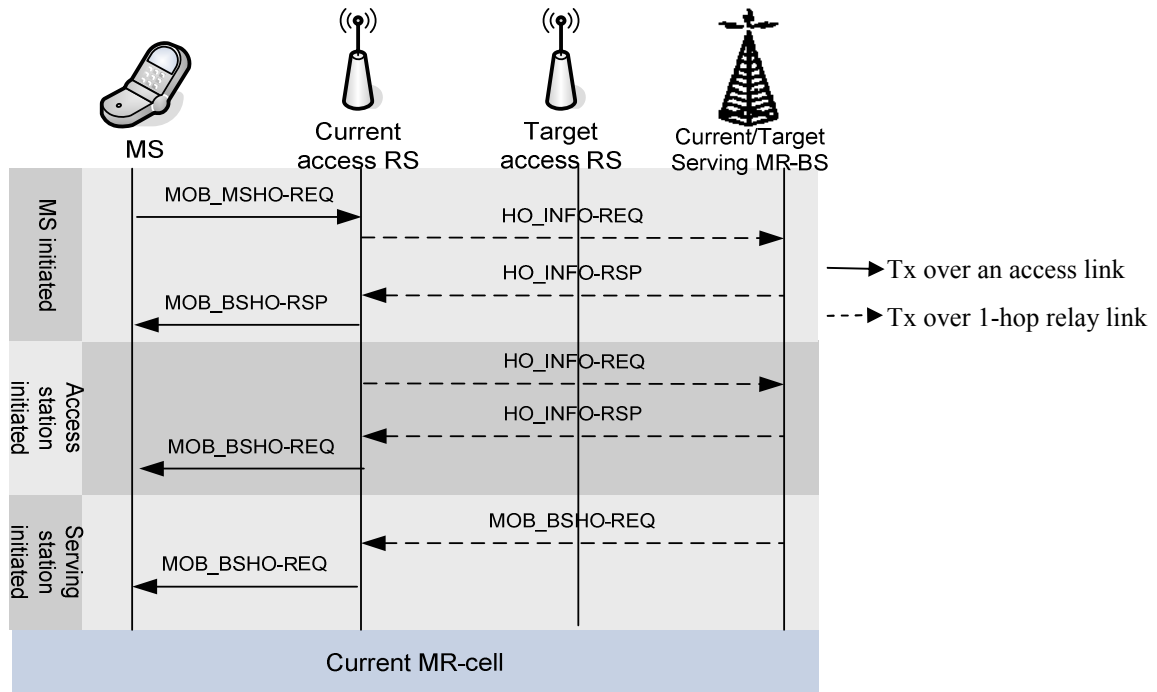 MS
Current
access RS
Target
access RS
Current/Target
Serving MR-BS
MS initiated
MOB_MSHO-REQ
HO_INFO-REQ
HO_INFO-RSP
MOB_BSHO-RSP
Access
station
initiated
HO_INFO-REQ
HO_INFO-RSP
MOB_BSHO-REQ
Serving
station
initiated
MOB_BSHO-REQ
MOB_BSHO-REQ
Current MR-cell
Tx over an access link
Tx over 1-hop relay link